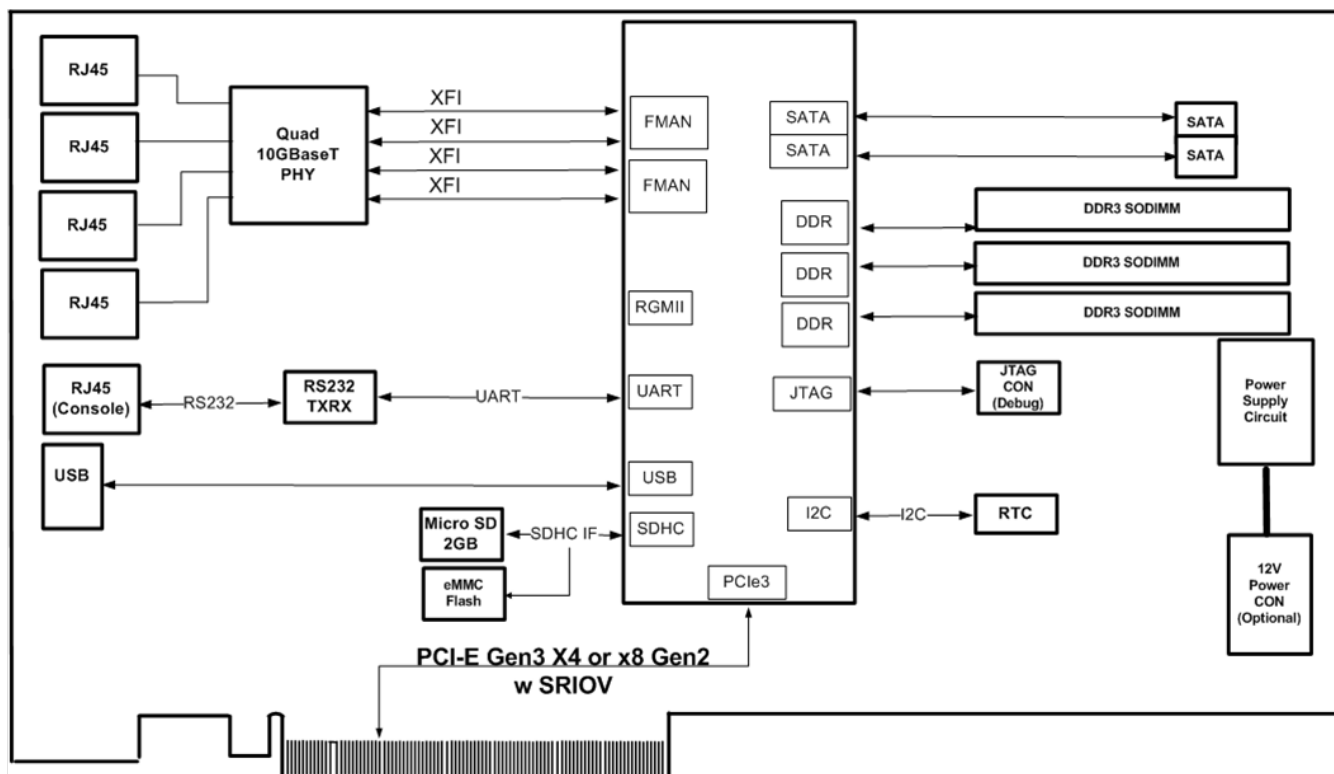 RJ45
RJ45
RJ45
RJ45
Quad
10GBaseT
PHY
XFI
XFI
XFI
XFI
FMAN
FMAN
RGMII
UART
USB
SDHC
PCIe3
SATA
SATA
DDR
DDR
DDR
JTAG
I2C
SATA
SATA
DDR3 SODIMM
DDR3 SODIMM
DDR3 SODIMM
JTAG
CON
(Debug)
Power
Supply
Circuit
I2C
RTC
12V
Power
CON
(Optional)
RJ45
(Console)
RS232
RS232
TXRX
UART
USB
Micro SD
2GB
SDHC IF
eMMC
Flash
PCI-E Gen3 X4 or x8 Gen2
w SRIOV